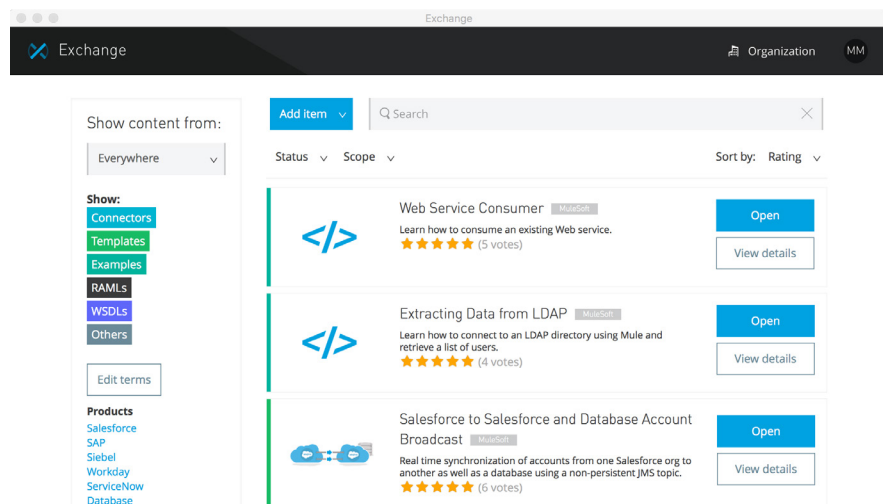 Exchange
Exchange
Organization
MM
Show content from:
Everywhere
Show:
Connectors
Templates
Examples
RAMLs
WSDLs
Others
Edit terms
Products
Salesforce
SAP
Siebel
Workday
ServiceNow
Database
Add item
Search
Status
Scope
Sort by: Rating
Web Service Consumer MuleSoft
Learn how to consume an existing Web service.
(5 votes)
Open
View details
Extracting Data from LDAP MuleSoft
Learn how to connect to an LDAP directory using Mule and
retrieve a list of users.
(4 votes)
Open
View details
Salesforce to Salesforce and Database Account
Broadcast MuleSoft
Real time synchronization of accounts from one Salesforce org to
another as well as a database using a non-persistent JMS topic.
(6 votes)
Open
View details